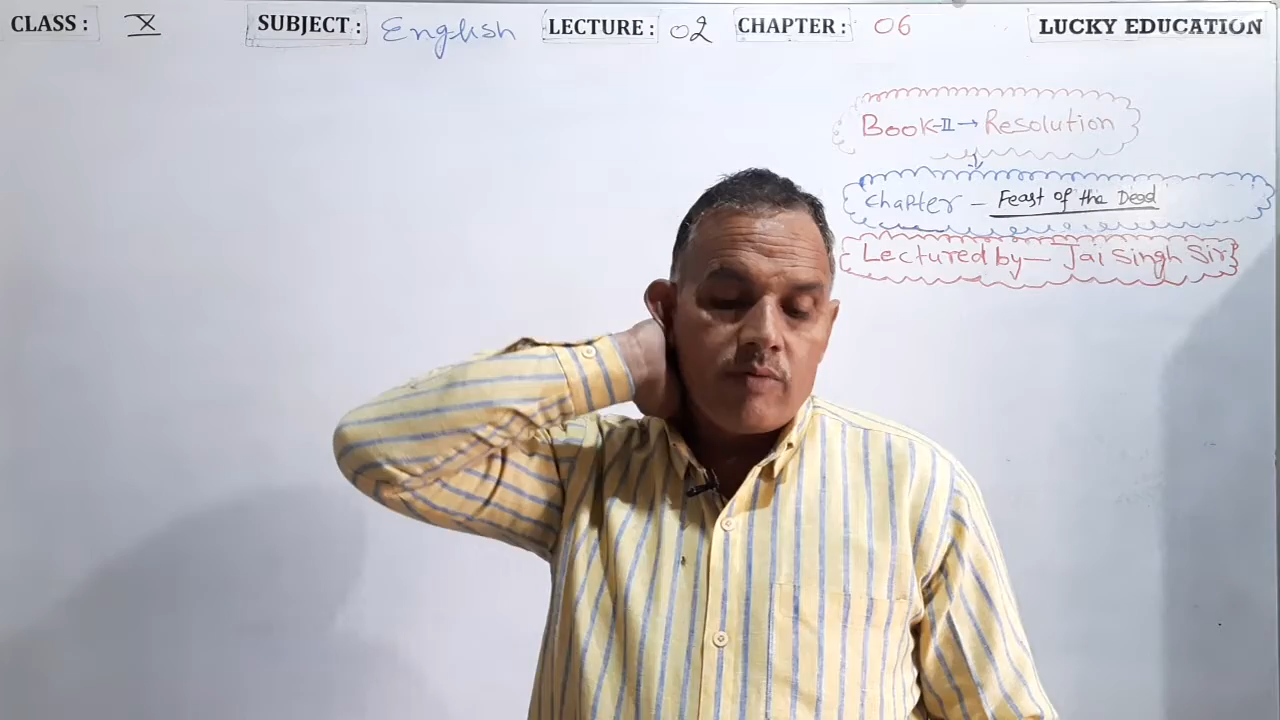 CLASS : X SUBJECT : English LECTURE : 02 CHAPTER : 06 LUCKY EDUCATION
Book-II → Resolution
Chapter - Feast of the Dead
Lectured by - Jai Singh Sir